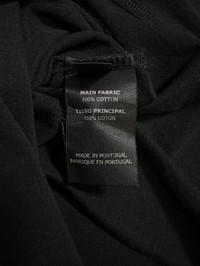 MAIN FABRIC
100% COTTON
TISSU PRINCIPAL
100% COTON
MADE IN PORTUGAL
FABRIQUÉ EN PORTUGAL